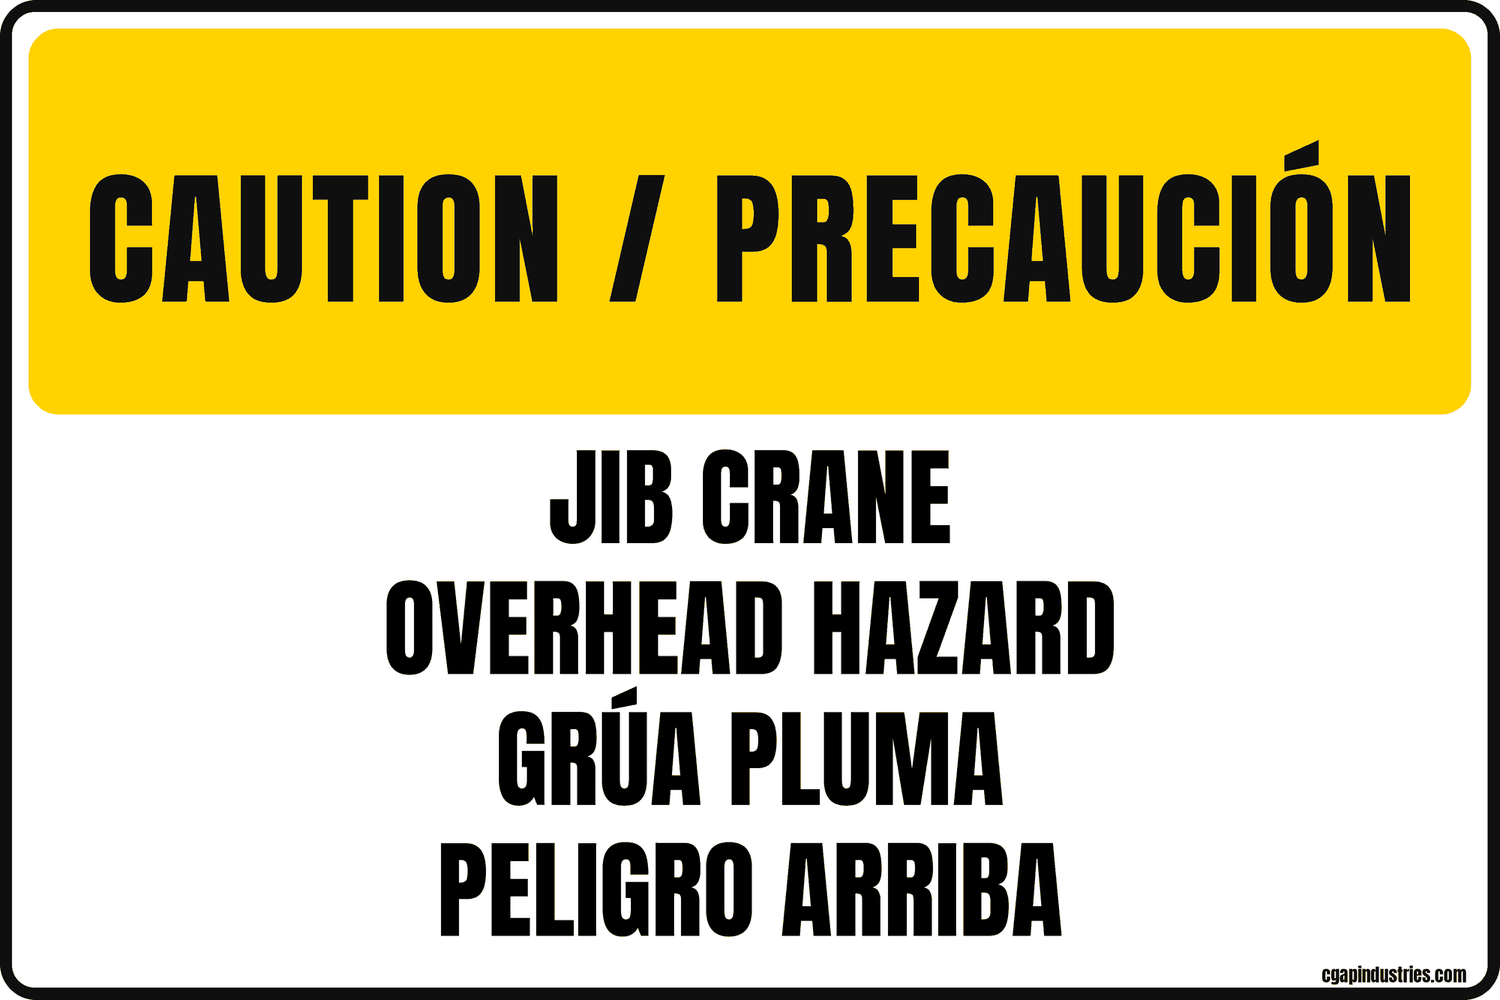 CAUTION / PRECAUCIÓN
JIB CRANE
OVERHEAD HAZARD
GRÚA PLUMA
PELIGRO ARRIBA
cgapindustries.com